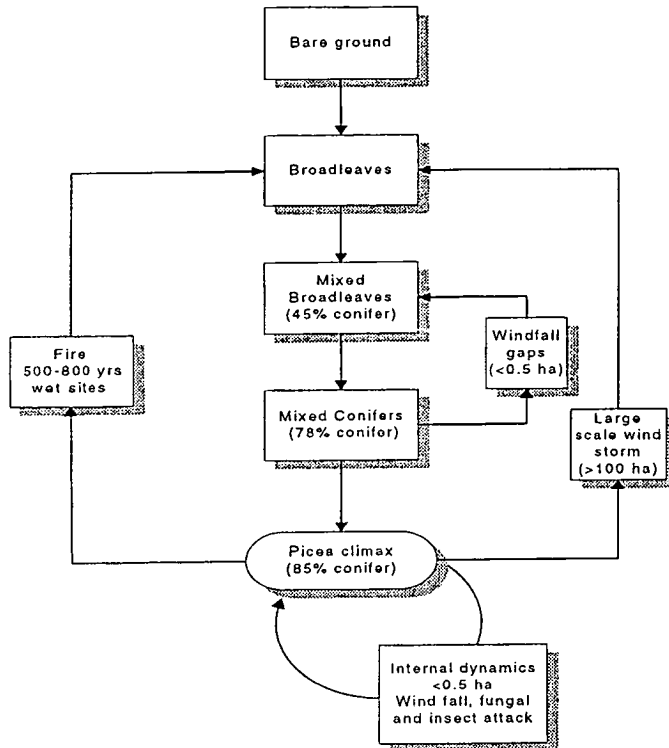 Bare ground
Broadleaves
Mixed
Broadleaves
(45% conifer)
Windfall
gaps
(<0.5 ha)
Fire
500-800 yrs
wet sites
Mixed Conifers
(78% conifer)
Large
scale wind
storm
(>100 ha)
Picea climax
(85% conifer)
Internal dynamics
<0.5 ha
Wind fall, fungal
and insect attack